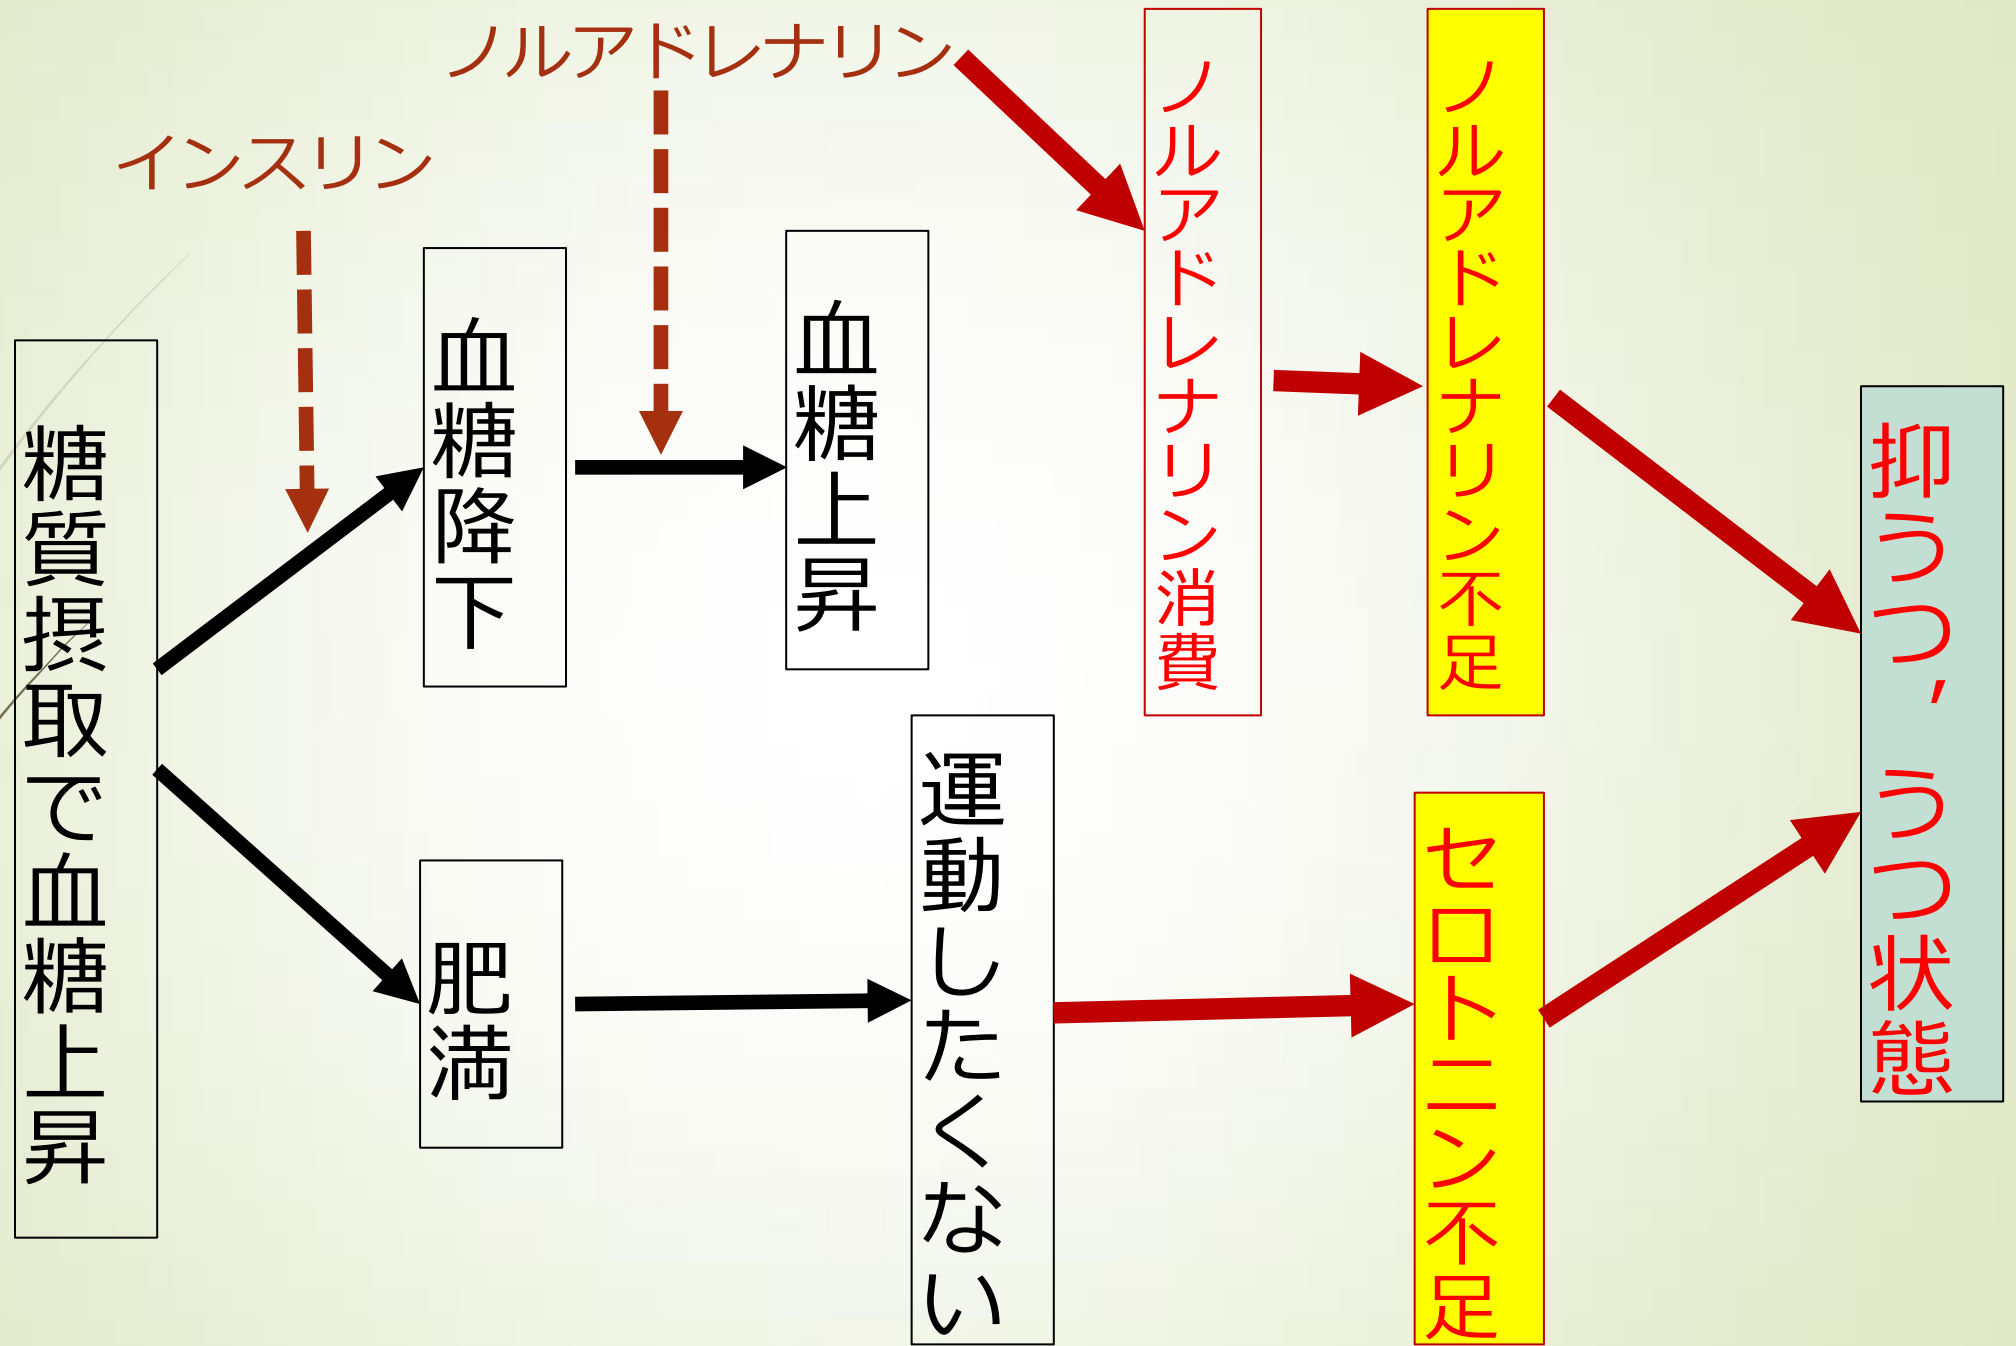 ノルアドレナリン
インスリン
糖質摂取で血糖上昇
血糖降下
血糖上昇
ノルアドレナリン消費
ノルアドレナリン不足
肥満
運動したくない
セロトニン不足
抑うつ，うつ状態